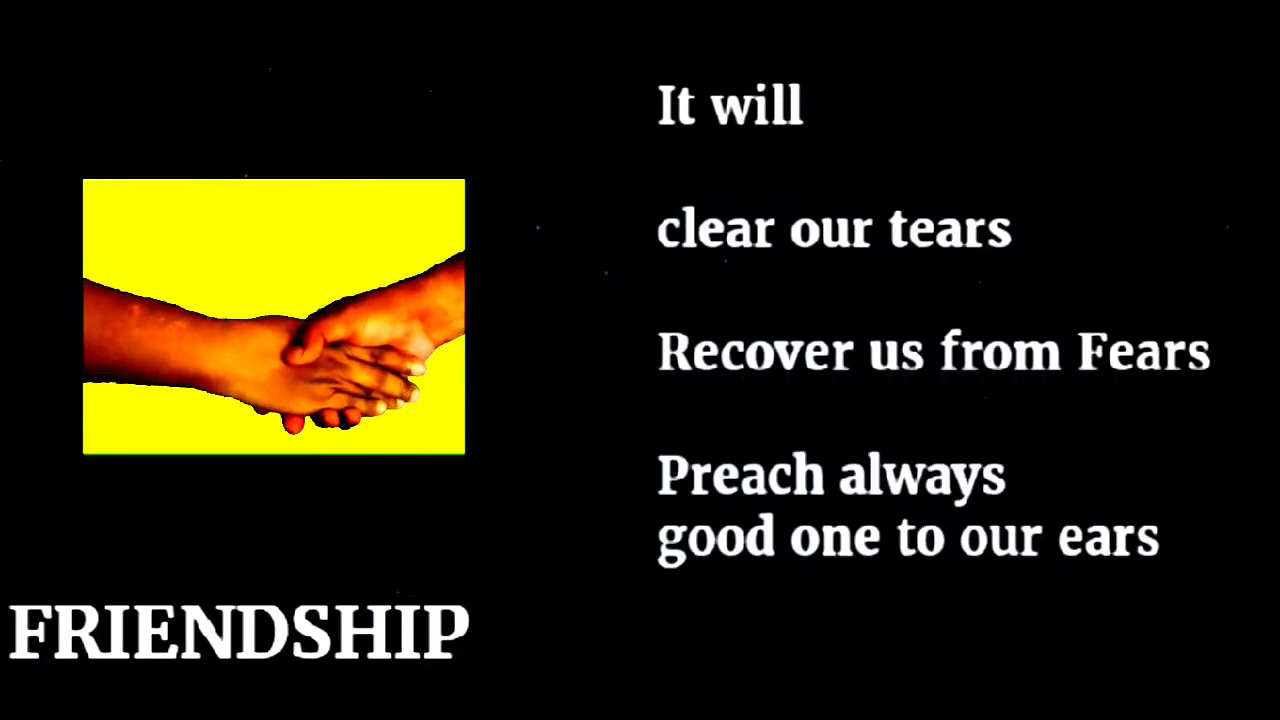 It will
clear our tears
Recover us from Fears
Preach always
good one to our ears
FRIENDSHIP